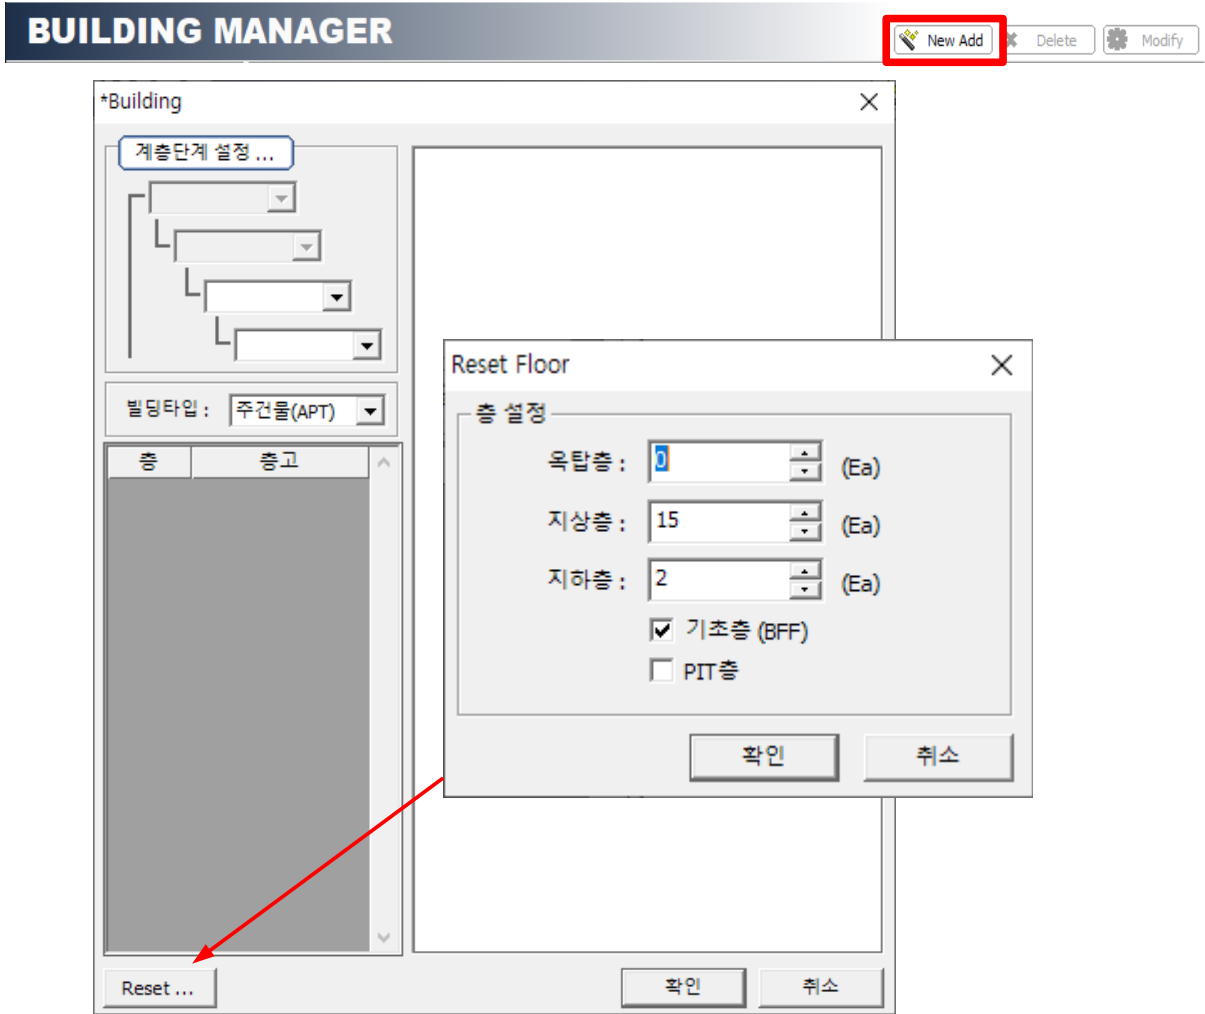 BUILDING MANAGER
New Add
Delete
Modify
*Building
계층단계 설정 ...
빌딩타입 : 주건물(APT)
층 층고
Reset Floor
층 설정
옥탑층 : 0 (Ea)
지상층 : 15 (Ea)
지하층 : 2 (Ea)
기초층 (BFF)
PIT층
확인 취소
Reset ...
확인 취소